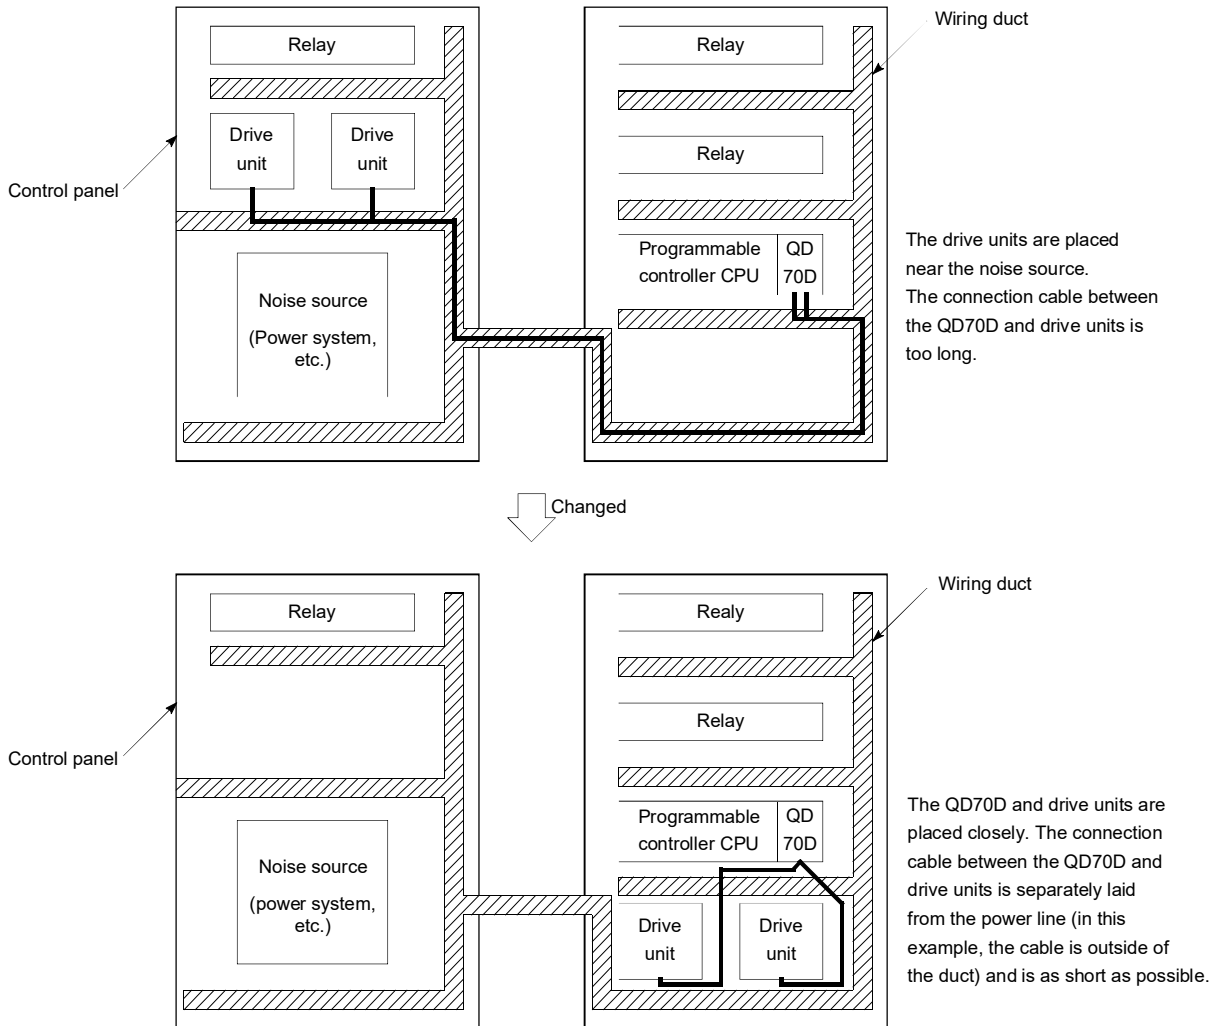 Relay
Relay
Wiring duct
Drive
unit
Drive
unit
Relay
Control panel
Noise source
(Power system,
etc.)
Programmable
controller CPU
QD
70D
The drive units are placed
near the noise source.
The connection cable between
the QD70D and drive units is
too long.
Changed
Relay
Realy
Wiring duct
Relay
Control panel
Noise source
(power system,
etc.)
Programmable
controller CPU
QD
70D
Drive
unit
Drive
unit
The QD70D and drive units are
placed closely. The connection
cable between the QD70D and
drive units is separately laid
from the power line (in this
example, the cable is outside of
the duct) and is as short as possible.